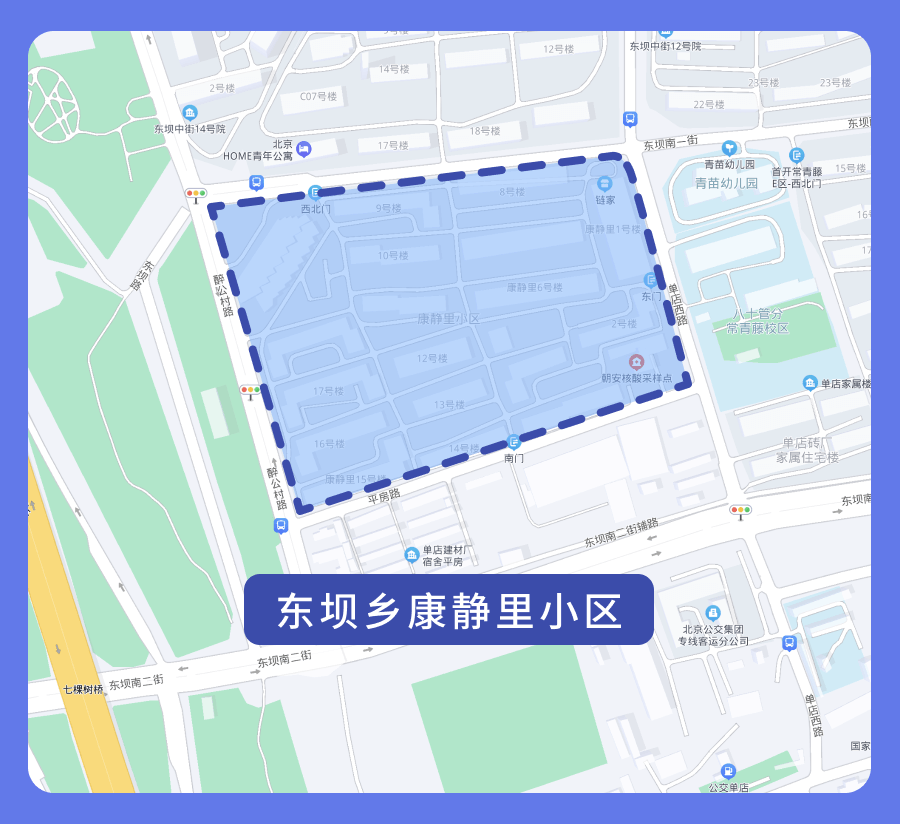 12号楼
东坝中街12号院
14号楼
23号楼
23号楼
2号楼
C07号楼
22号楼
东坝中街14号院
18号楼
东坝南一街
北京
HOME青年公寓
17号楼
青苗幼儿园
青苗幼儿园
首开常青藤
E区-西北门
15号楼
西北门
9号楼
8号楼
链家
康静里1号楼
10号楼
东坝路
醉公村路
康静里6号楼
东门
单店西路
康静里小区
2号楼
八十管分
常青藤校区
12号楼
朝安核酸采样点
单店家属楼
17号楼
13号楼
16号楼
14号楼
南门
单店砖厂
家属住宅楼
康静里15号楼
醉公村路
平房路
东坝南二街辅路
单店建材厂
宿舍平房
东坝乡康静里小区
北京公交集团
专线客运分公司
东坝南二街
七棵树桥
东坝南二街
单店西路
国家
公交单店